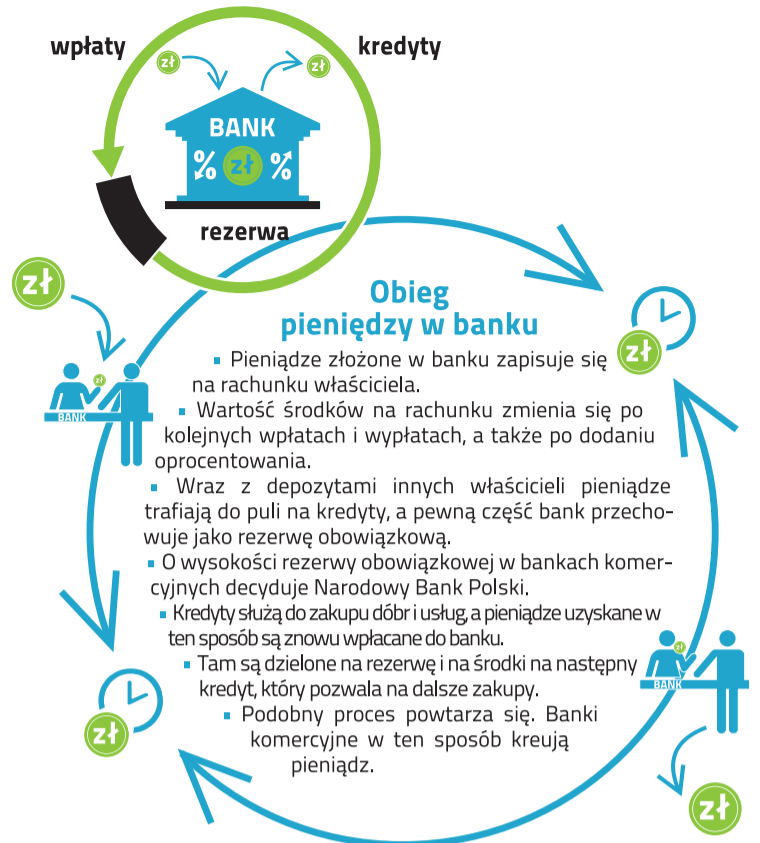 wpłaty
kredyty
zł
zł
BANK
% zł %
rezerwa
zł
Obieg
pieniędzy w banku
zł
▪ Pieniądze złożone w banku zapisuje się
na rachunku właściciela.
zł
BANK
▪ Wartość środków na rachunku zmienia się po
kolejnych wpłatach i wypłatach, a także po dodaniu
oprocentowania.
▪ Wraz z depozytami innych właścicieli pieniądze
trafiają do puli na kredyty, a pewną część bank przecho-
wuje jako rezerwę obowiązkową.
▪ O wysokości rezerwy obowiązkowej w bankach komer-
cyjnych decyduje Narodowy Bank Polski.
▪ Kredyty służą do zakupu dóbr i usług, a pieniądze uzyskane w
ten sposób są znowu wpłacane do banku.
▪ Tam są dzielone na rezerwę i na środki na następny
kredyt, który pozwala na dalsze zakupy.
zł
BANK
▪ Podobny proces powtarza się. Banki
komercyjne w ten sposób kreują
pieniądz.
zł
zł